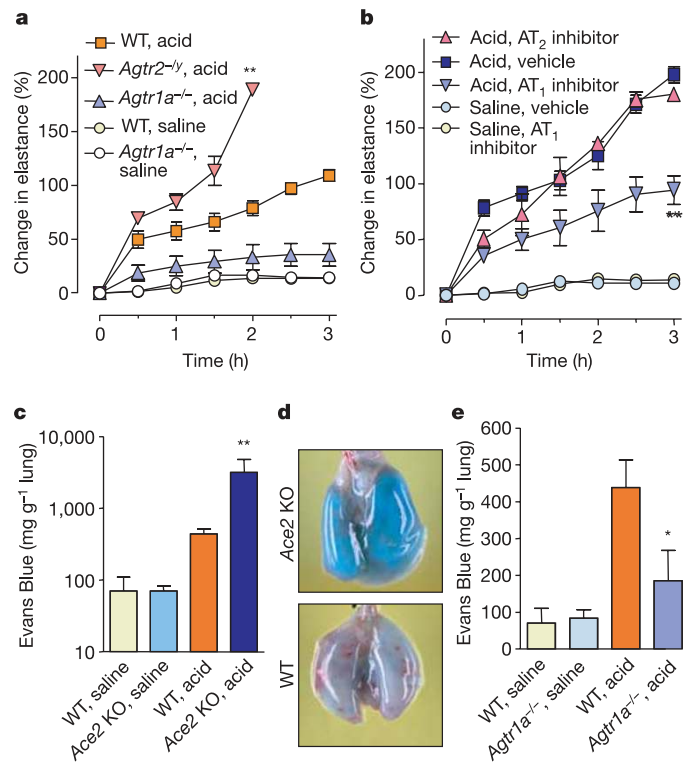 a
WT, acid
Agtr2⁻/ʸ, acid
Agtr1a⁻/⁻, acid
WT, saline
Agtr1a⁻/⁻,
saline
**
Change in elastance (%)
200
150
100
50
0
0
1
2
3
Time (h)
b
Acid, AT₂ inhibitor
Acid, vehicle
Acid, AT₁ inhibitor
Saline, vehicle
Saline, AT₁
inhibitor
**
Change in elastance (%)
200
150
100
50
0
0
1
2
3
Time (h)
c
Evans Blue (mg g⁻¹ lung)
10,000
1,000
100
10
**
WT, saline
Ace2 KO, saline
WT, acid
Ace2 KO, acid
d
Ace2 KO
WT
e
Evans Blue (mg g⁻¹ lung)
600
500
400
300
200
100
0
*
WT, saline
Agtr1a⁻/⁻, saline
WT, acid
Agtr1a⁻/⁻, acid